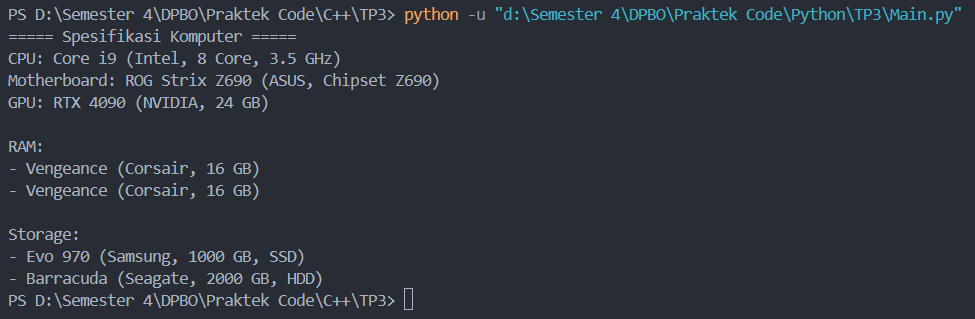 PS D:\Semester 4\DPBO\Praktek Code\C++\TP3> python -u "d:\Semester 4\DPBO\Praktek Code\Python\TP3\Main.py"
===== Spesifikasi Komputer =====
CPU: Core i9 (Intel, 8 Core, 3.5 GHz)
Motherboard: ROG Strix Z690 (ASUS, Chipset Z690)
GPU: RTX 4090 (NVIDIA, 24 GB)

RAM:
- Vengeance (Corsair, 16 GB)
- Vengeance (Corsair, 16 GB)

Storage:
- Evo 970 (Samsung, 1000 GB, SSD)
- Barracuda (Seagate, 2000 GB, HDD)
PS D:\Semester 4\DPBO\Praktek Code\C++\TP3>